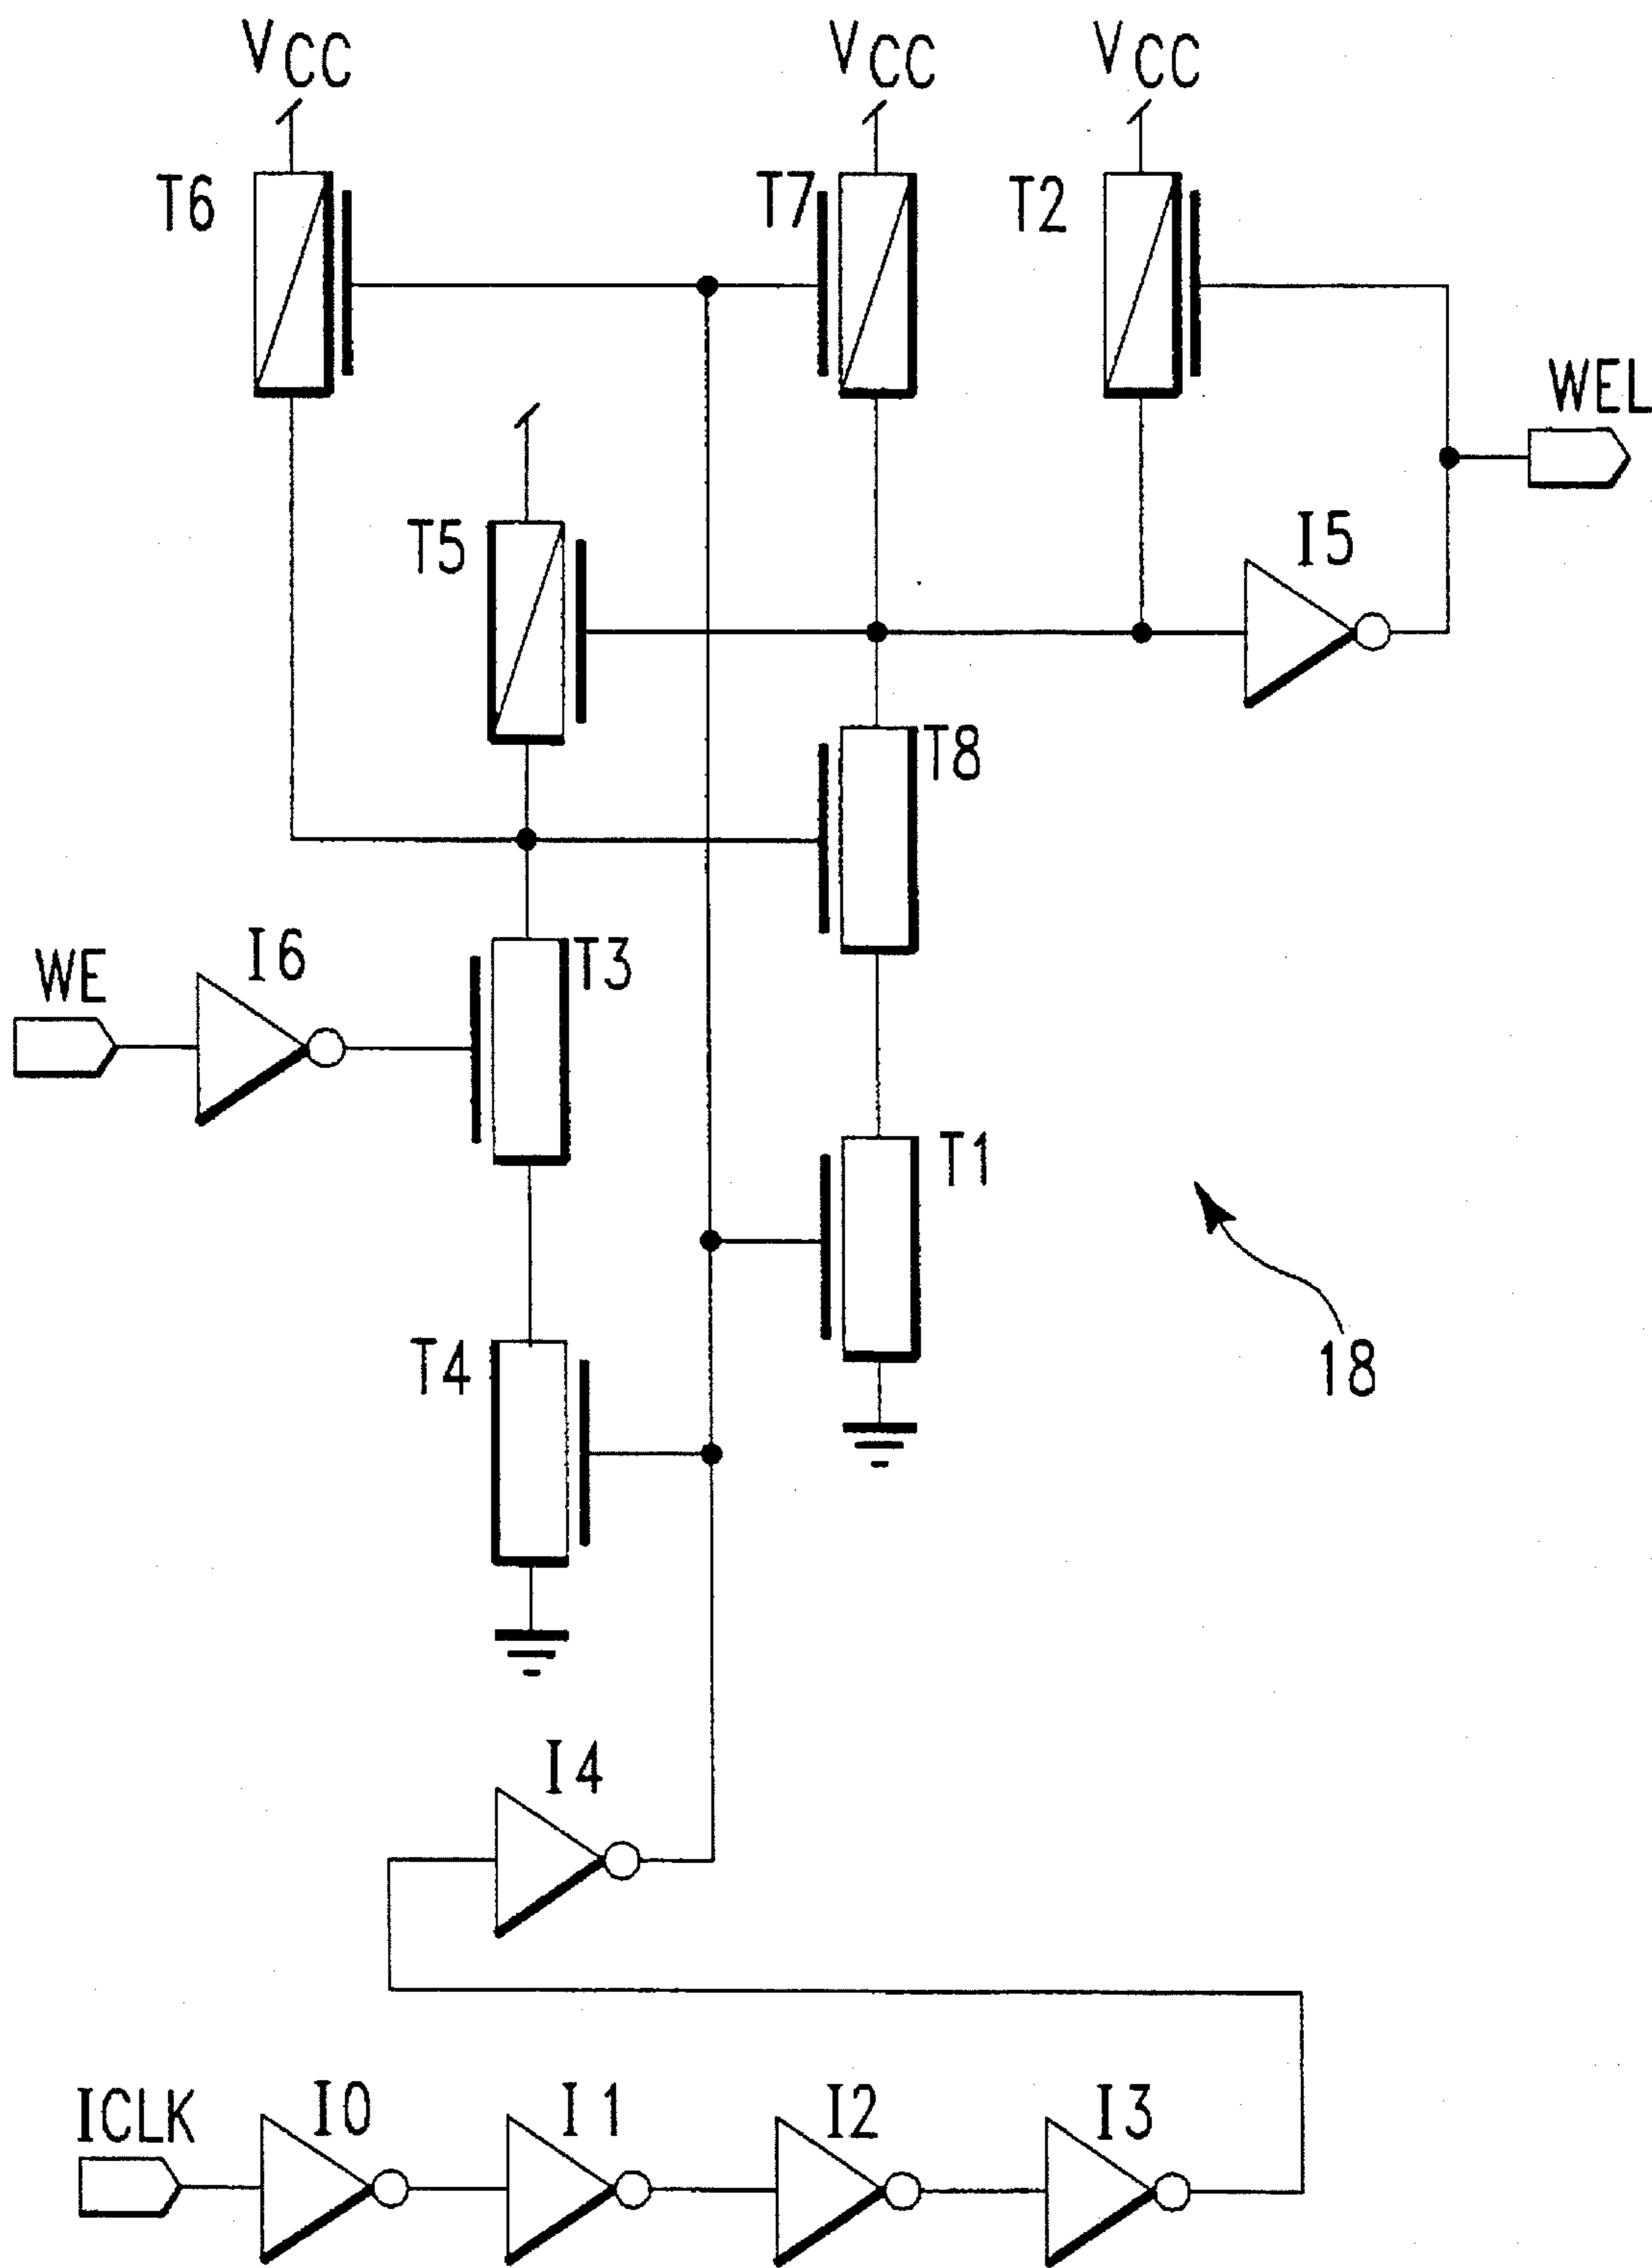 VCC VCC VCC
T6 T7 T2
WEL
T5 I5
T8
WE I6 T3
T1
T4 18
I4
ICLK I0 I1 I2 I3